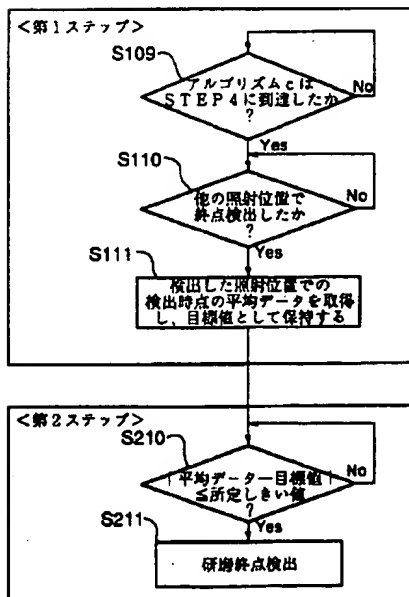 <第1ステップ>
S109
アルゴリズムcは
STEP4に到達したか
?
No
Yes
S110
他の照射位置で
終点検出したか
?
No
Yes
S111
検出した照射位置での
検出時点の平均データを取得
し、目標値として保持する
<第2ステップ>
S210
|平均データー目標値|
≦所定しきい値
?
No
Yes
S211
研磨終点検出